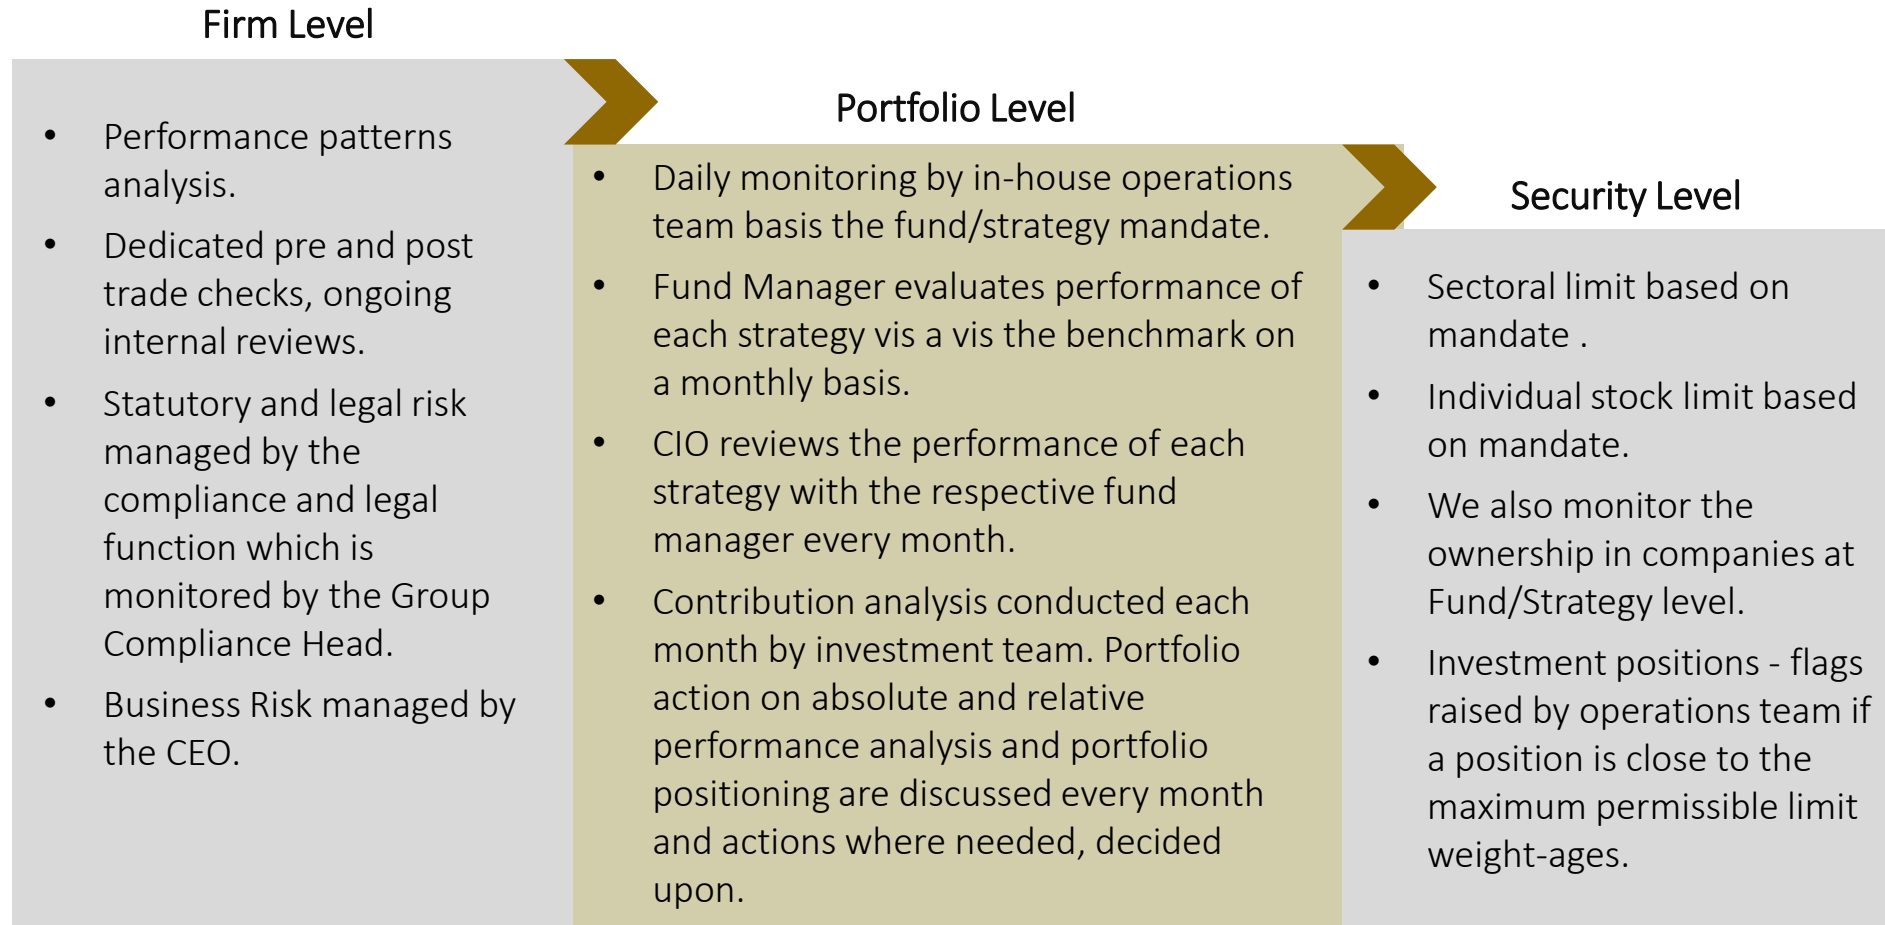 Firm Level
• Performance patterns
analysis.
• Dedicated pre and post
trade checks, ongoing
internal reviews.
• Statutory and legal risk
managed by the
compliance and legal
function which is
monitored by the Group
Compliance Head.
• Business Risk managed by
the CEO.
Portfolio Level
• Daily monitoring by in-house operations
team basis the fund/strategy mandate.
• Fund Manager evaluates performance of
each strategy vis a vis the benchmark on
a monthly basis.
• CIO reviews the performance of each
strategy with the respective fund
manager every month.
• Contribution analysis conducted each
month by investment team. Portfolio
action on absolute and relative
performance analysis and portfolio
positioning are discussed every month
and actions where needed, decided
upon.
Security Level
• Sectoral limit based on
mandate .
• Individual stock limit based
on mandate.
• We also monitor the
ownership in companies at
Fund/Strategy level.
• Investment positions - flags
raised by operations team if
a position is close to the
maximum permissible limit
weight-ages.